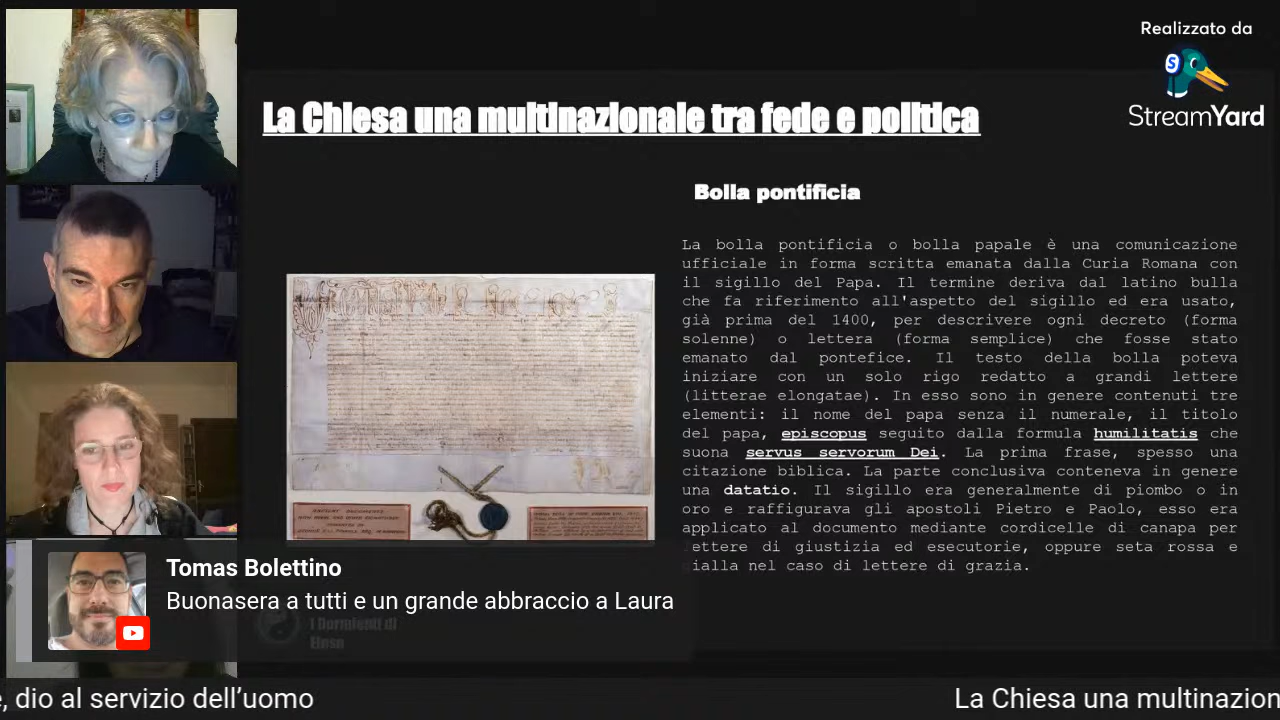 Realizzato da
StreamYard
La Chiesa una multinazionale tra fede e politica
Bolla pontificia
La bolla pontificia o bolla papale è una comunicazione
ufficiale in forma scritta emanata dalla Curia Romana con
il sigillo del Papa. Il termine deriva dal latino bulla
che fa riferimento all'aspetto del sigillo ed era usato,
già prima del 1400, per descrivere ogni decreto (forma
solenne) o lettera (forma semplice) che fosse stato
emanato dal pontefice. Il testo della bolla poteva
iniziare con un solo rigo redatto a grandi lettere
(litterae elongatae). In esso sono in genere contenuti tre
elementi: il nome del papa senza il numerale, il titolo
del papa, episcopus seguito dalla formula humilitatis che
suona servus servorum Dei. La prima frase, spesso una
citazione biblica. La parte conclusiva conteneva in genere
una datatio. Il sigillo era generalmente di piombo o in
oro e raffigurava gli apostoli Pietro e Paolo, esso era
applicato al documento mediante cordicelle di canapa per
ettere di giustizia ed esecutorie, oppure seta rossa e
ialla nel caso di lettere di grazia.
Tomas Bolettino
Buonasera a tutti e un grande abbraccio a Laura
I Dormienti di
e, dio al servizio dell'uomo
La Chiesa una multinazion